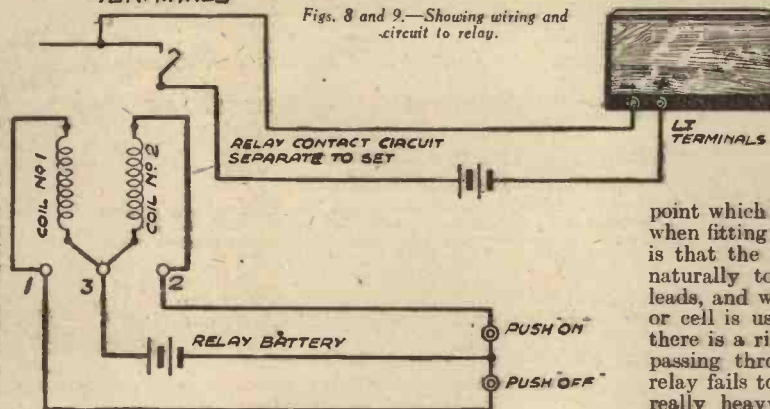 TERMINALS
Figs. 8 and 9.—Showing wiring and
circuit to relay.
RELAY CONTACT CIRCUIT
SEPARATE TO SET
LT
TERMINALS
COIL No 1
COIL No 2
1
3
2
RELAY BATTERY
PUSH "ON"
PUSH "OFF"
point which
when fitting
is that the
naturally to
leads, and w
or cell is us
there is a ri
passing thro
relay fails to
really heavy